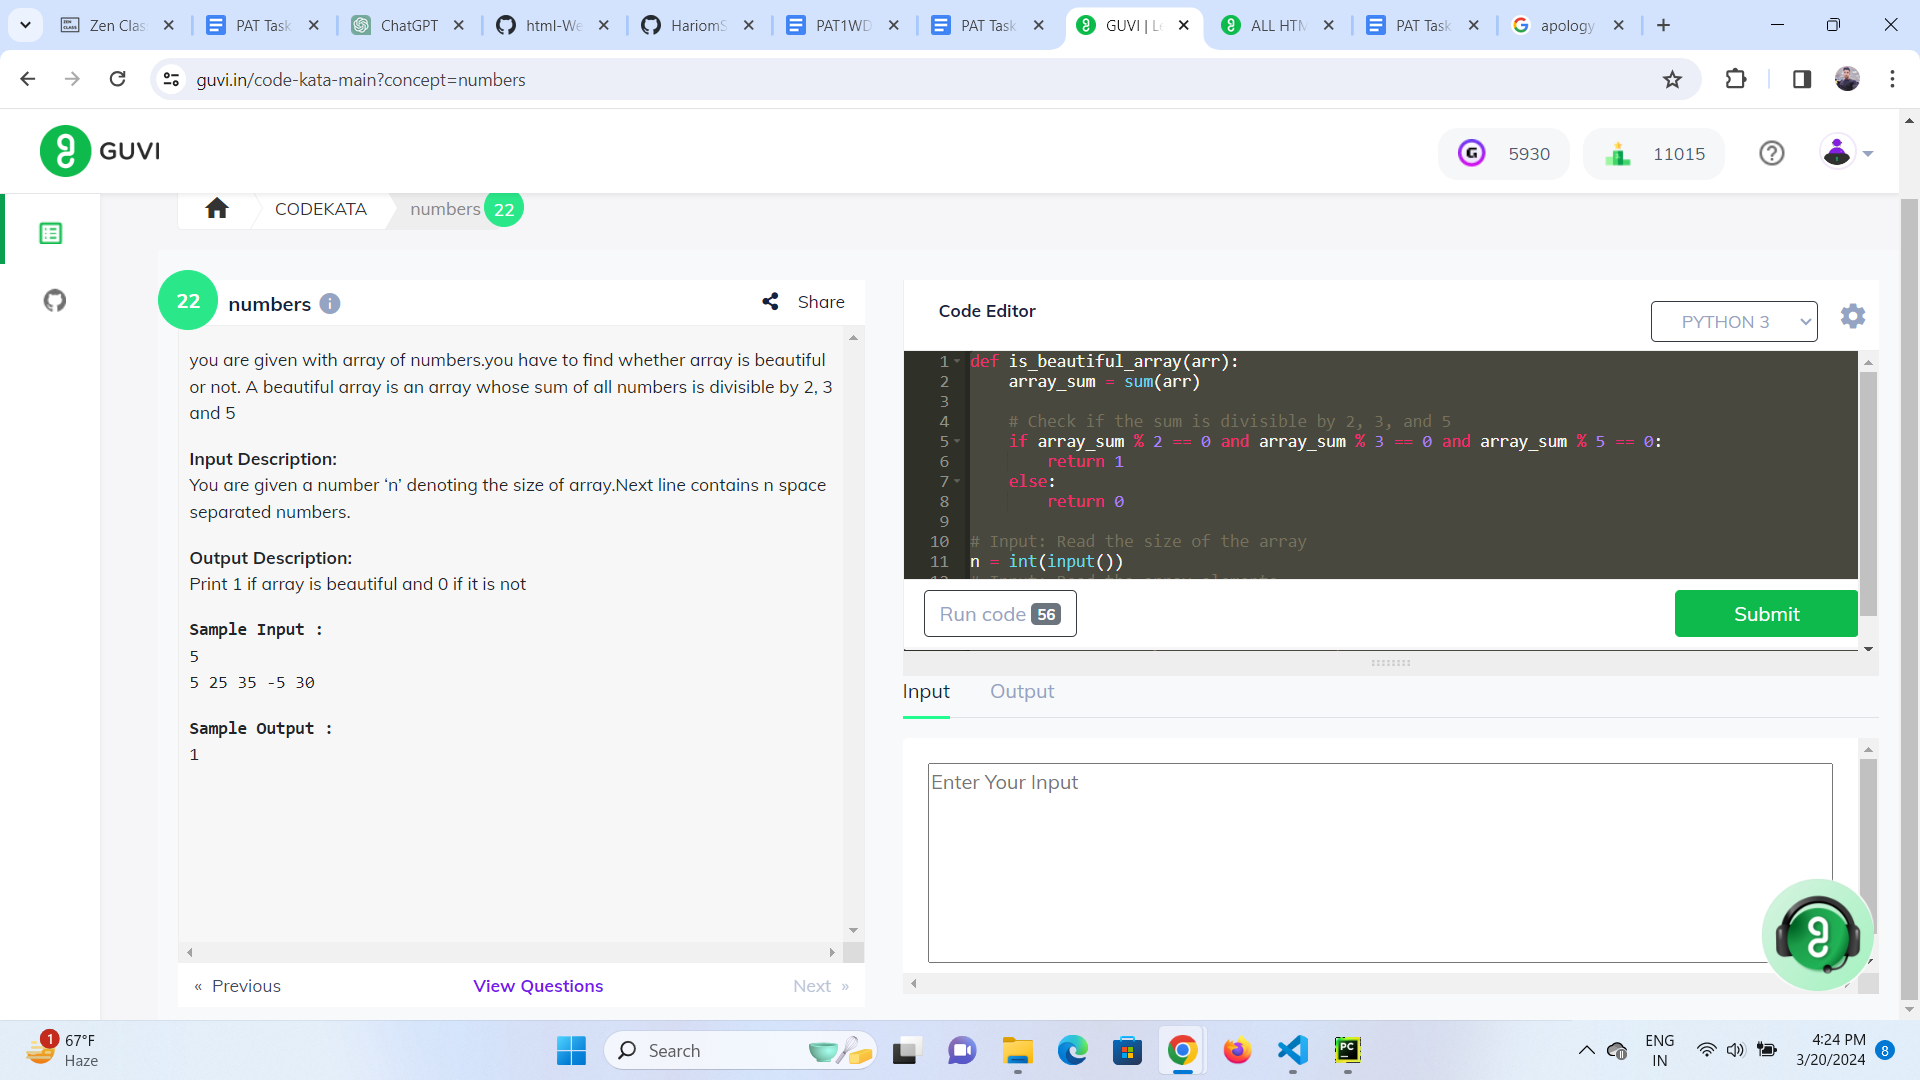 Zen Clas
PAT Task
ChatGPT
html-We
HariomS
PAT1WD
PAT Task
GUVI | Le
ALL HTM
PAT Task
apology
guvi.in/code-kata-main?concept=numbers
GUVI
5930
11015
CODEKATA
numbers 22
22
numbers
Share
you are given with array of numbers.you have to find whether array is beautiful
or not. A beautiful array is an array whose sum of all numbers is divisible by 2, 3
and 5
Input Description:
You are given a number ‘n’ denoting the size of array.Next line contains n space
separated numbers.
Output Description:
Print 1 if array is beautiful and 0 if it is not
Sample Input :
5
5 25 35 -5 30
Sample Output :
1
« Previous
View Questions
Next »
Code Editor
PYTHON 3
1 def is_beautiful_array(arr):
2 array_sum = sum(arr)
3
4 # Check if the sum is divisible by 2, 3, and 5
5 if array_sum % 2 == 0 and array_sum % 3 == 0 and array_sum % 5 == 0:
6 return 1
7 else:
8 return 0
9
10 # Input: Read the size of the array
11 n = int(input())
12 # Input: Read the array elements
Run code 56
Submit
Input
Output
Enter Your Input
1
67°F
Haze
Search
ENG
IN
4:24 PM
3/20/2024
8